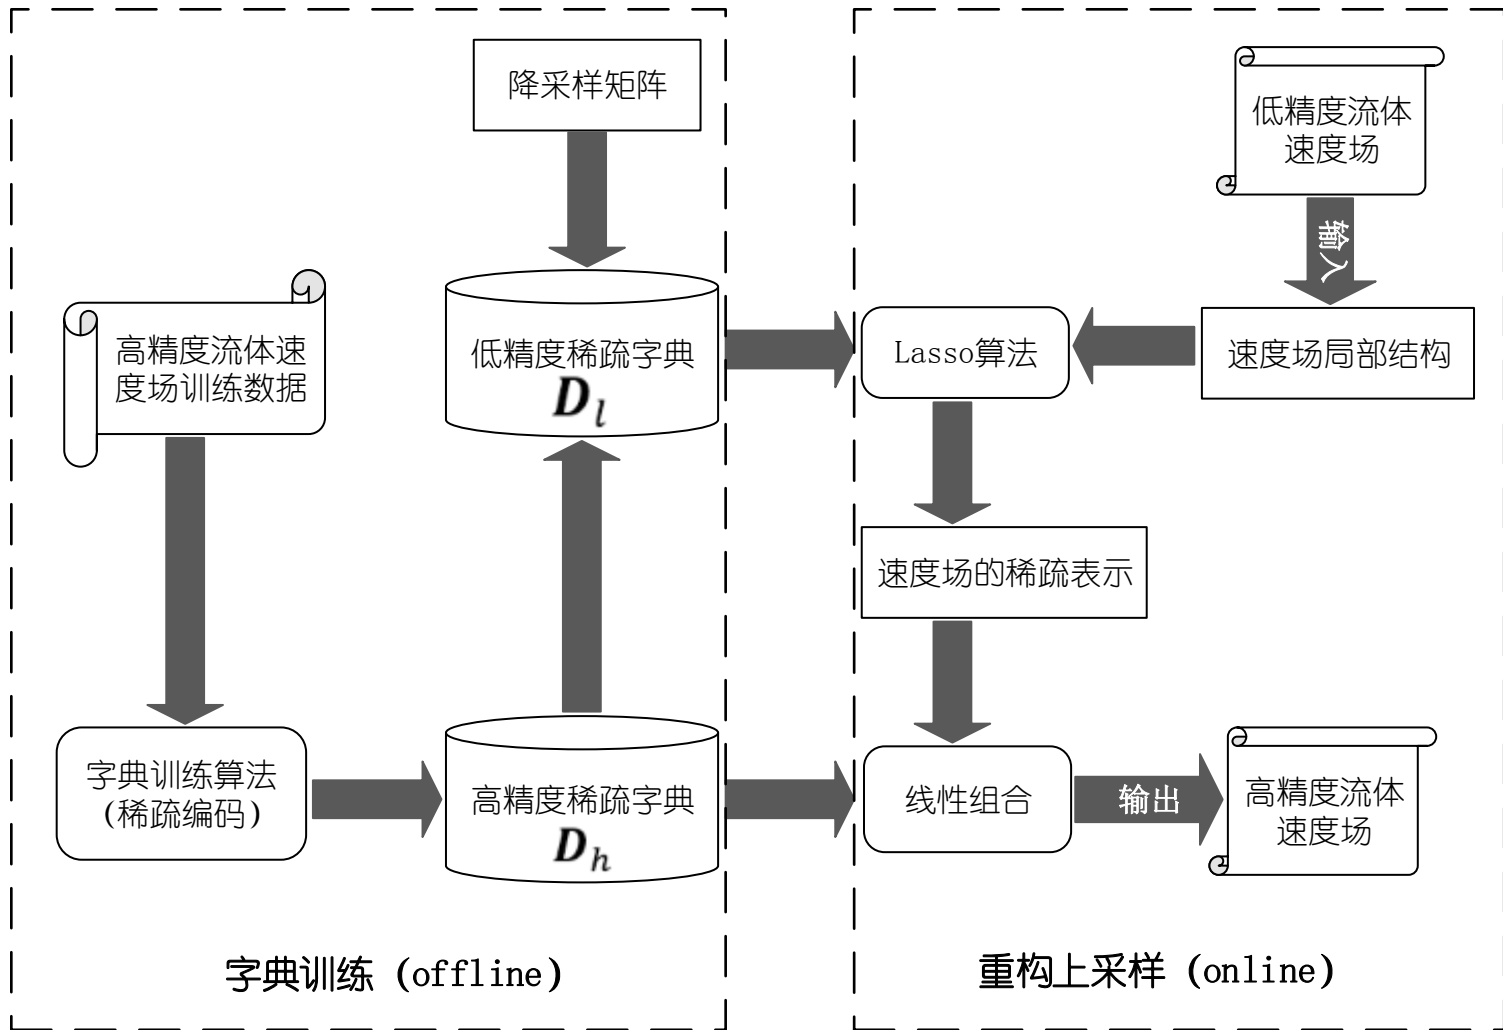 降采样矩阵
高精度流体速
度场训练数据
低精度稀疏字典
D_l
字典训练算法
(稀疏编码)
高精度稀疏字典
D_h
字典训练 (offline)
低精度流体
速度场
输入
Lasso算法
速度场局部结构
速度场的稀疏表示
线性组合
输出
高精度流体
速度场
重构上采样 (online)